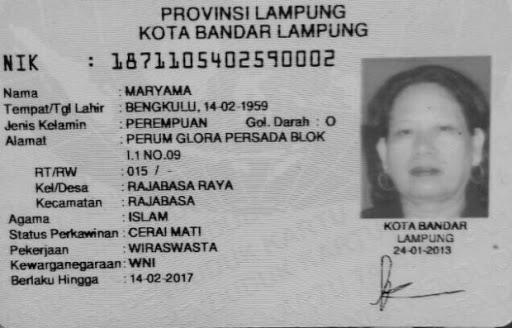 PROVINSI LAMPUNG
KOTA BANDAR LAMPUNG
NIK : 1871105402590002
Nama : MARYAMA
Tempat/Tgl Lahir : BENGKULU, 14-02-1959
Jenis Kelamin : PEREMPUAN Gol. Darah : O
Alamat : PERUM GLORA PERSADA BLOK
I.1 NO.09
RT/RW : 015 / -
Kel/Desa : RAJABASA RAYA
Kecamatan : RAJABASA
Agama : ISLAM
Status Perkawinan : CERAI MATI
Pekerjaan : WIRASWASTA
Kewarganegaraan : WNI
Berlaku Hingga : 14-02-2017
KOTA BANDAR
LAMPUNG
24-01-2013